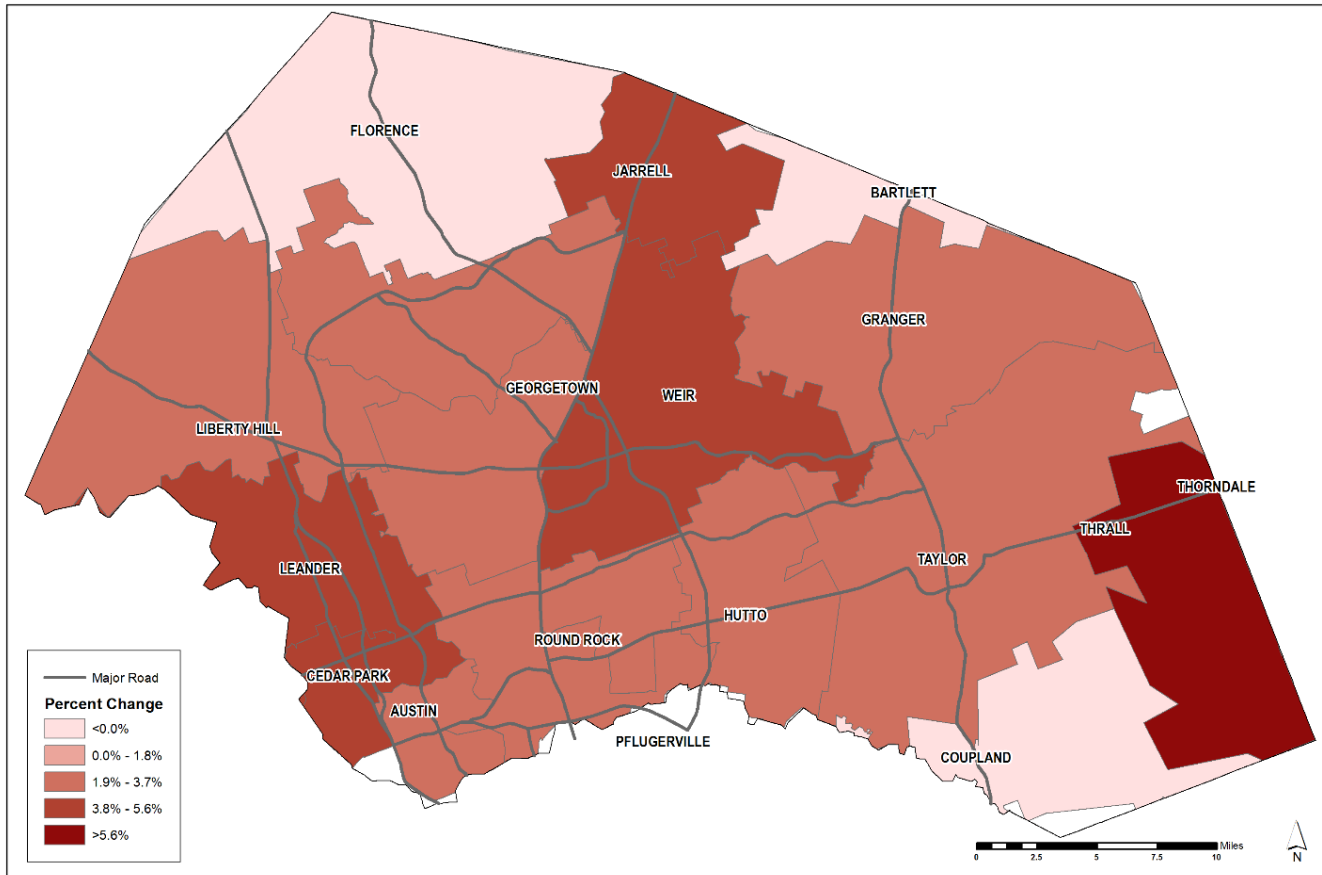 FLORENCE
JARRELL
BARTLETT
GRANGER
GEORGETOWN
WEIR
LIBERTY HILL
THORNDALE
THRALL
TAYLOR
LEANDER
HUTTO
ROUND ROCK
CEDAR PARK
AUSTIN
PFLUGERVILLE
COUPLAND
Major Road
Percent Change
<0.0%
0.0% - 1.8%
1.9% - 3.7%
3.8% - 5.6%
>5.6%
Miles
0 2.5 5 7.5 10
N